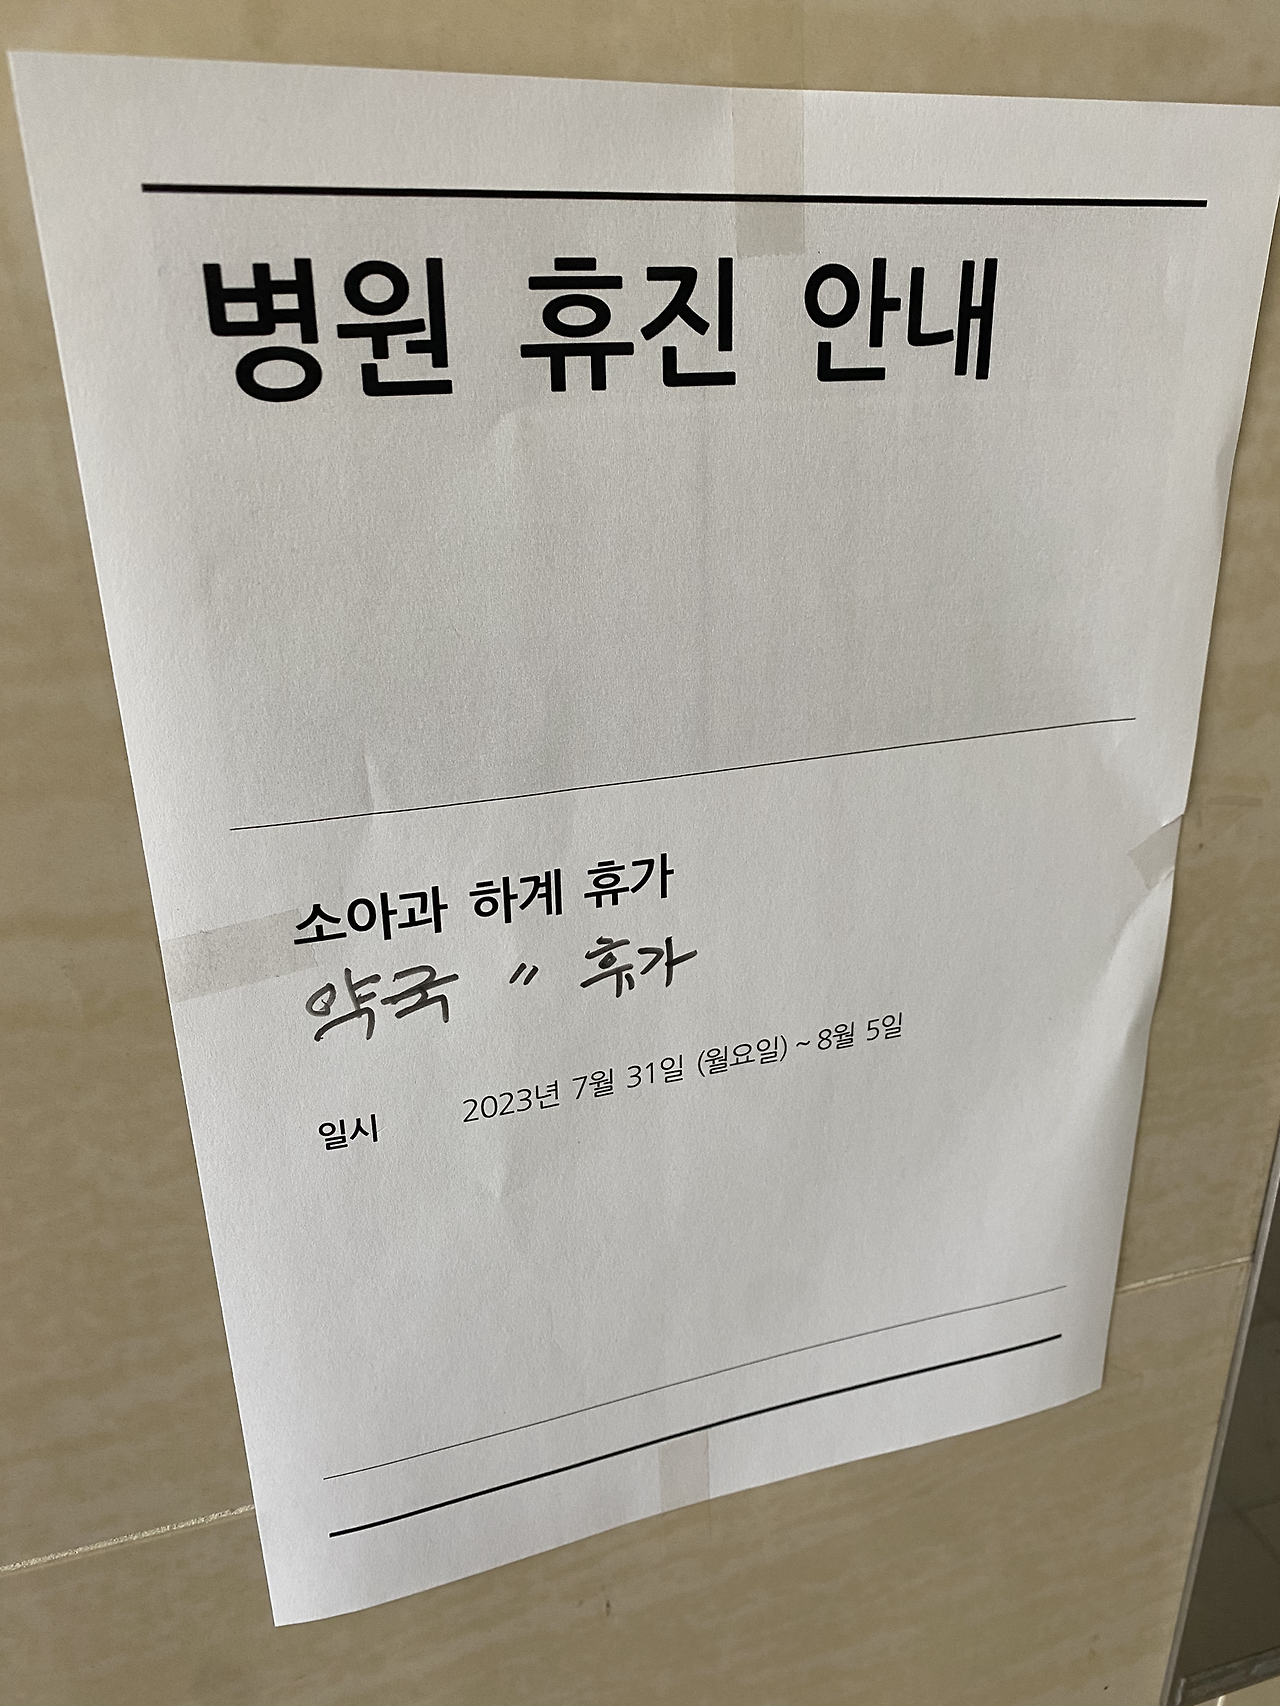 병원 휴진 안내
소아과 하계 휴가
약국 〃 휴가
일시 2023년 7월 31일 (월요일) ~ 8월 5일